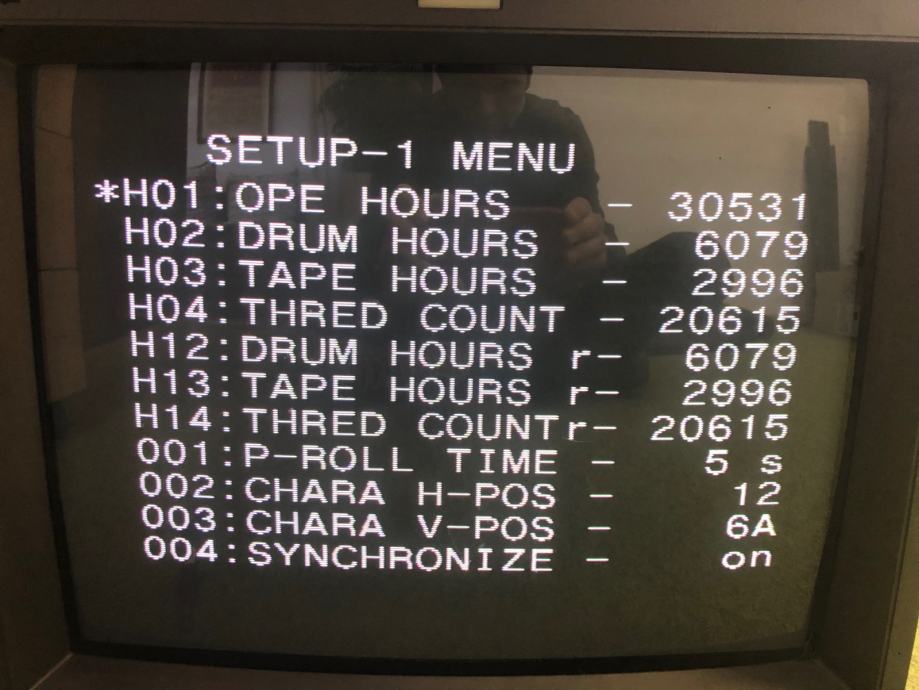 SETUP-1 MENU
*H01:OPE HOURS - 30531
H02:DRUM HOURS - 6079
H03:TAPE HOURS - 2996
H04:THRED COUNT - 20615
H12:DRUM HOURS r- 6079
H13:TAPE HOURS r- 2996
H14:THRED COUNTr- 20615
001:P-ROLL TIME - 5 s
002:CHARA H-POS - 12
003:CHARA V-POS - 6A
004:SYNCHRONIZE - on